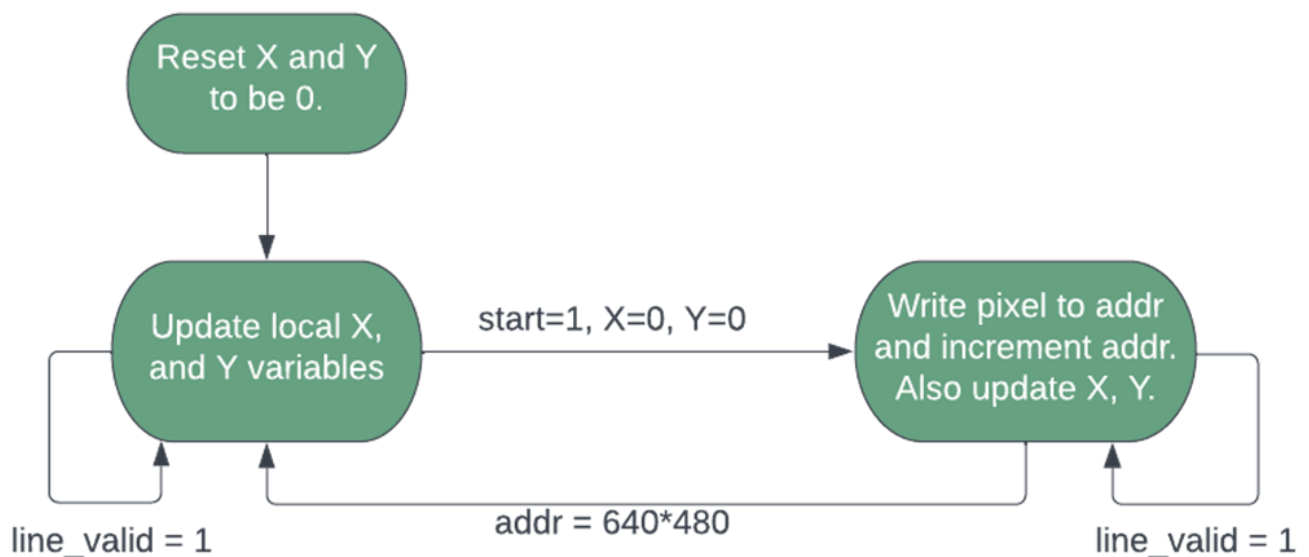 Reset X and Y
to be 0.
Update local X,
and Y variables
start=1, X=0, Y=0
Write pixel to addr
and increment addr.
Also update X, Y.
line_valid = 1
addr = 640*480
line_valid = 1